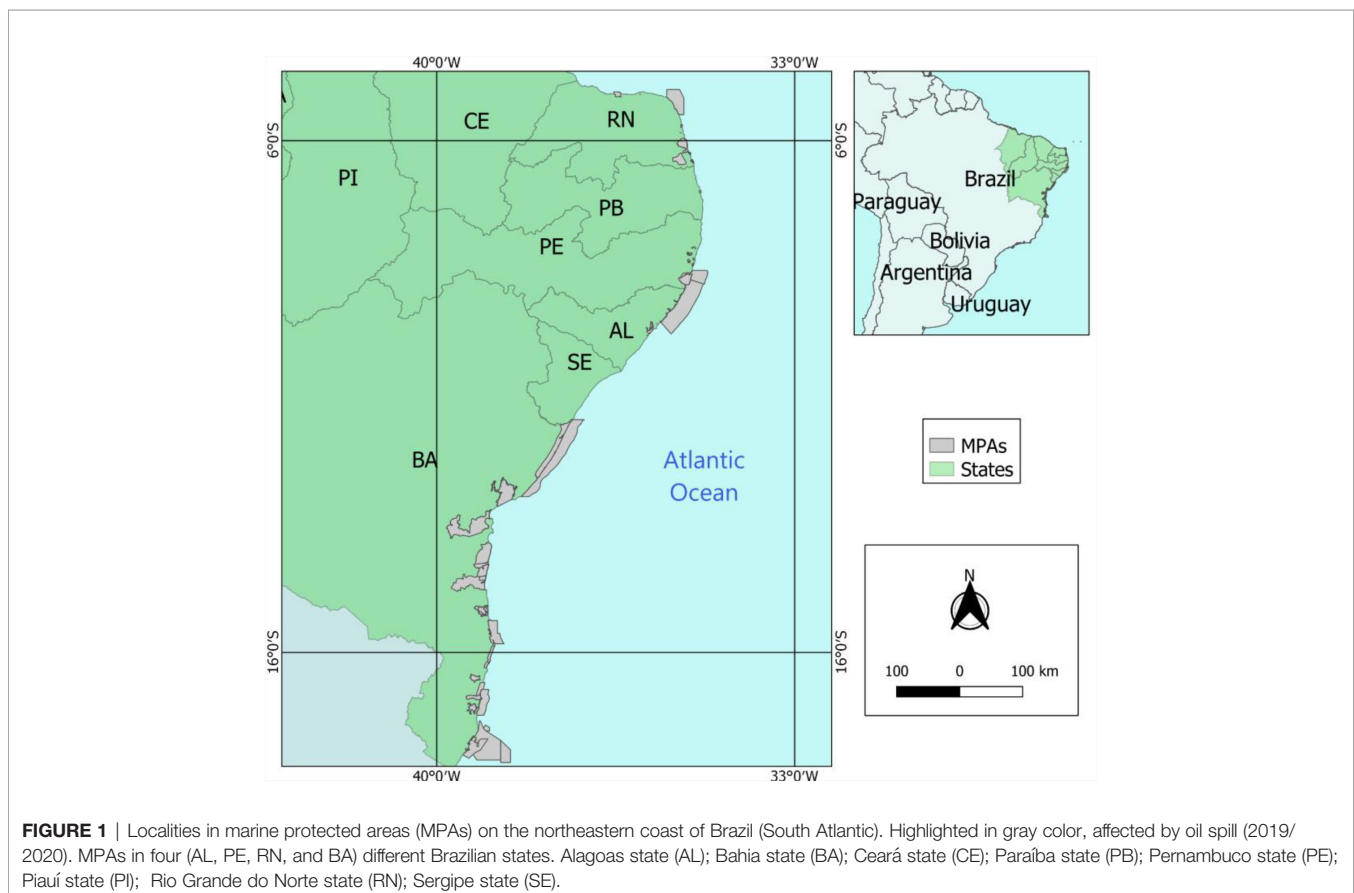 40°0'W
33°0'W
6°0'S
6°0'S
CE
RN
PI
PB
PE
AL
SE
BA
Atlantic
Ocean
16°0'S
16°0'S
40°0'W
33°0'W
Brazil
Paraguay
Bolivia
Argentina
Uruguay
MPAs
States
N
100 0 100 km
FIGURE 1 | Localities in marine protected areas (MPAs) on the northeastern coast of Brazil (South Atlantic). Highlighted in gray color, affected by oil spill (2019/
2020). MPAs in four (AL, PE, RN, and BA) different Brazilian states. Alagoas state (AL); Bahia state (BA); Ceará state (CE); Paraíba state (PB); Pernambuco state (PE);
Piauí state (PI); Rio Grande do Norte state (RN); Sergipe state (SE).